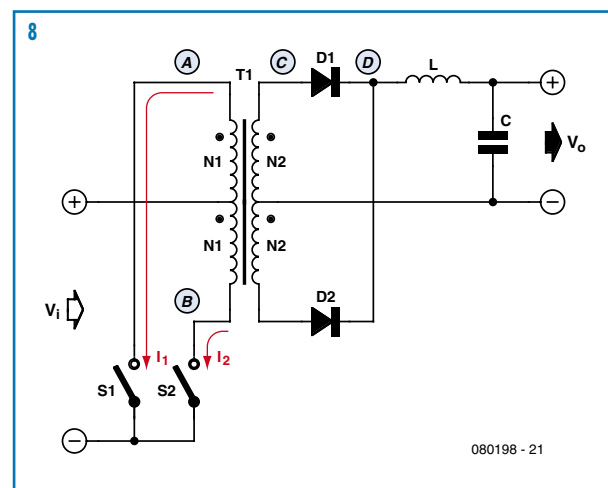 8
A
T1
C
D1
D
L
N1
N2
C
Vo
+
+
−
N1
N2
B
D2
Vi
I1
I2
S1
S2
−
080198 - 21